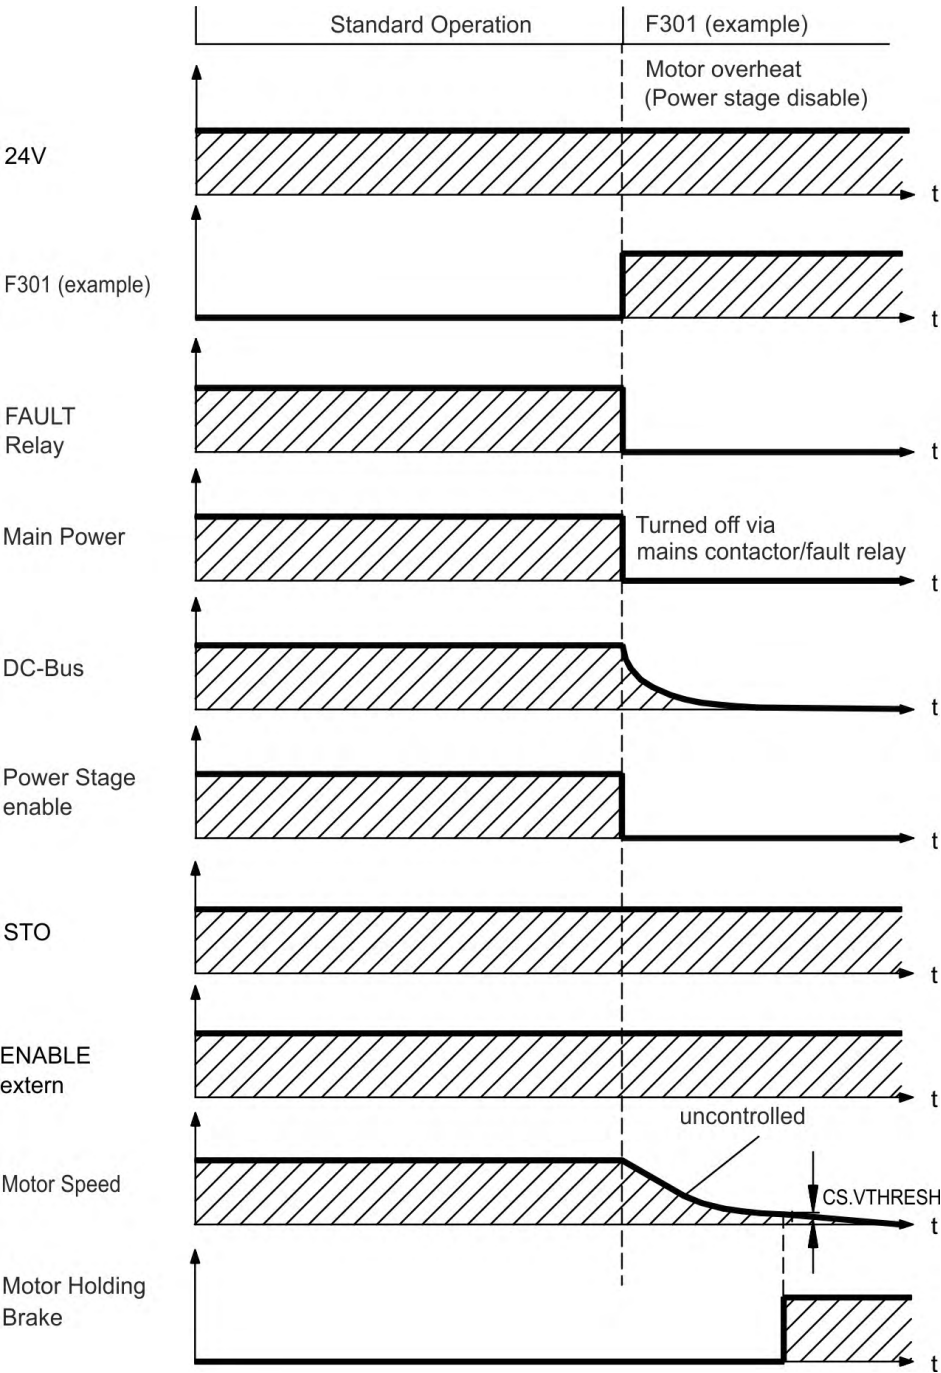 Standard Operation
F301 (example)
Motor overheat
(Power stage disable)
24V
t
F301 (example)
t
FAULT
Relay
t
Main Power
Turned off via
mains contactor/fault relay
t
DC-Bus
t
Power Stage
enable
t
STO
t
ENABLE
extern
t
uncontrolled
Motor Speed
CS.VTHRESH
t
Motor Holding
Brake
t